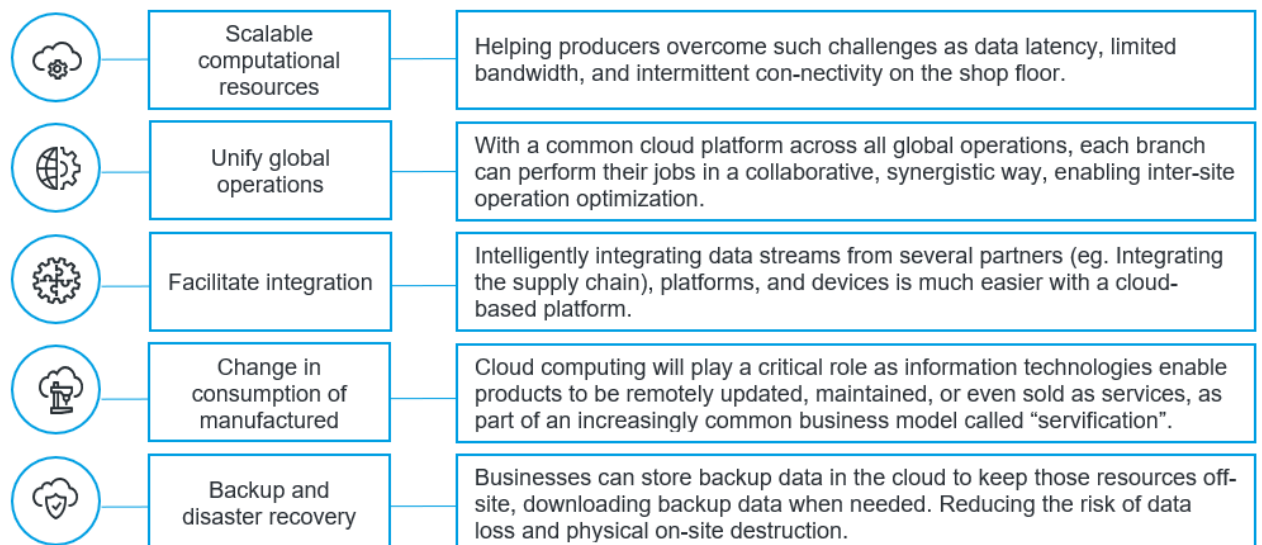 Scalable
computational
resources
Helping producers overcome such challenges as data latency, limited
bandwidth, and intermittent con-nectivity on the shop floor.
Unify global
operations
With a common cloud platform across all global operations, each branch
can perform their jobs in a collaborative, synergistic way, enabling inter-site
operation optimization.
Facilitate integration
Intelligently integrating data streams from several partners (eg. Integrating
the supply chain), platforms, and devices is much easier with a cloud-
based platform.
Change in
consumption of
manufactured
Cloud computing will play a critical role as information technologies enable
products to be remotely updated, maintained, or even sold as services, as
part of an increasingly common business model called “servification”.
Backup and
disaster recovery
Businesses can store backup data in the cloud to keep those resources off-
site, downloading backup data when needed. Reducing the risk of data
loss and physical on-site destruction.